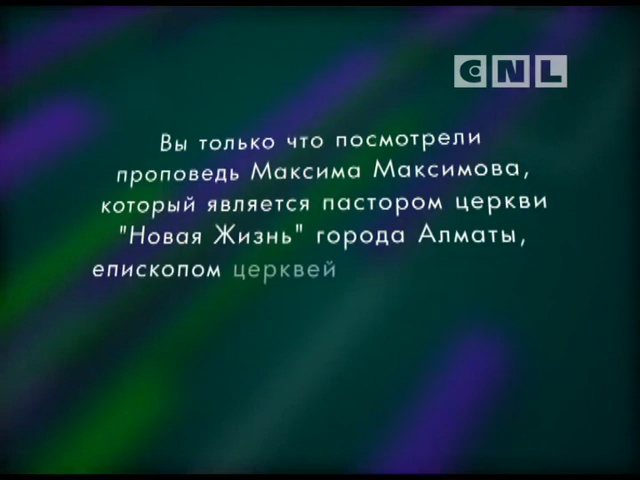 CNL
Вы только что посмотрели
проповедь Максима Максимова,
который является пастором церкви
"Новая Жизнь" города Алматы,
епископом церквей